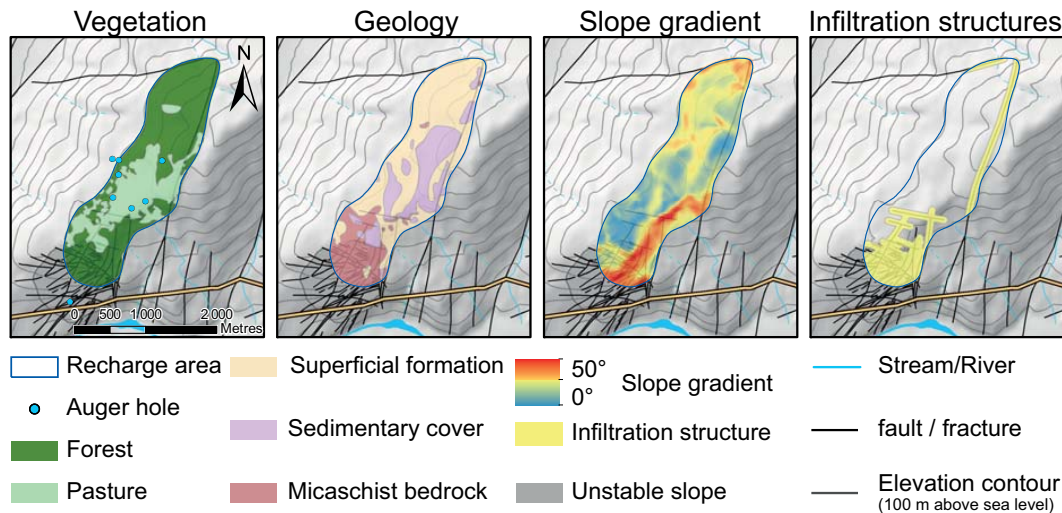 Vegetation
Geology
Slope gradient
Infiltration structures
N
0 500 1 000 2 000
Metres
Recharge area
Superficial formation
50°
0°
Slope gradient
Stream/River
Auger hole
Sedimentary cover
Infiltration structure
fault / fracture
Forest
Pasture
Micaschist bedrock
Unstable slope
Elevation contour
(100 m above sea level)